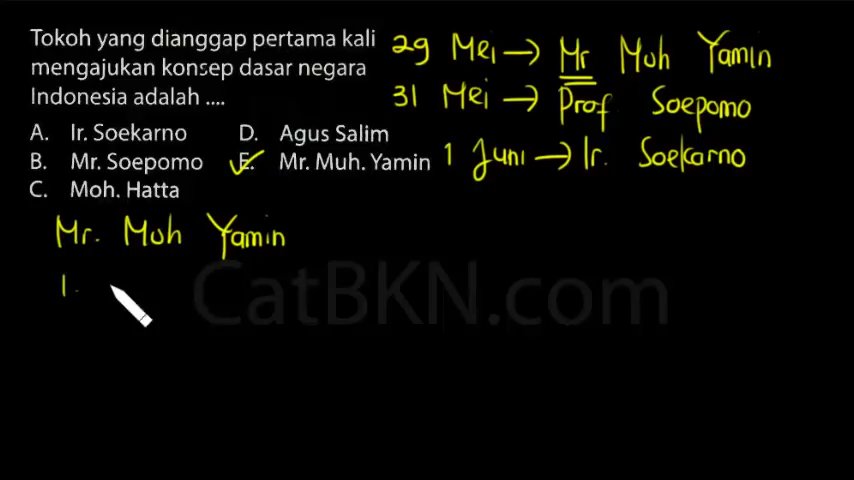 Tokoh yang dianggap pertama kali
mengajukan konsep dasar negara
Indonesia adalah ....
A. Ir. Soekarno
B. Mr. Soepomo
C. Moh. Hatta
D. Agus Salim
E. Mr. Muh. Yamin
29 Mei → Mr Moh Yamin
31 Mei → Prof Soepomo
1 Juni → Ir. Soekarno
Mr. Moh Yamin
1.
CatBKN.com